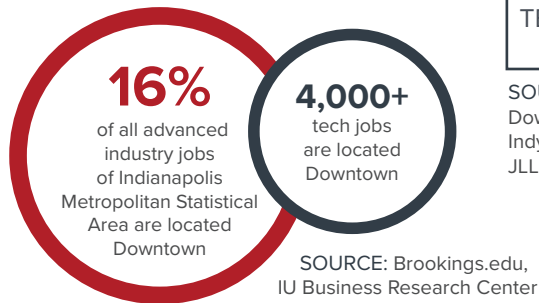 16%
of all advanced
industry jobs
of Indianapolis
Metropolitan Statistical
Area are located
Downtown
4,000+
tech jobs
are located
Downtown
SOURCE: Brookings.edu,
IU Business Research Center
TE
SOU
Dow
Indy
JLL